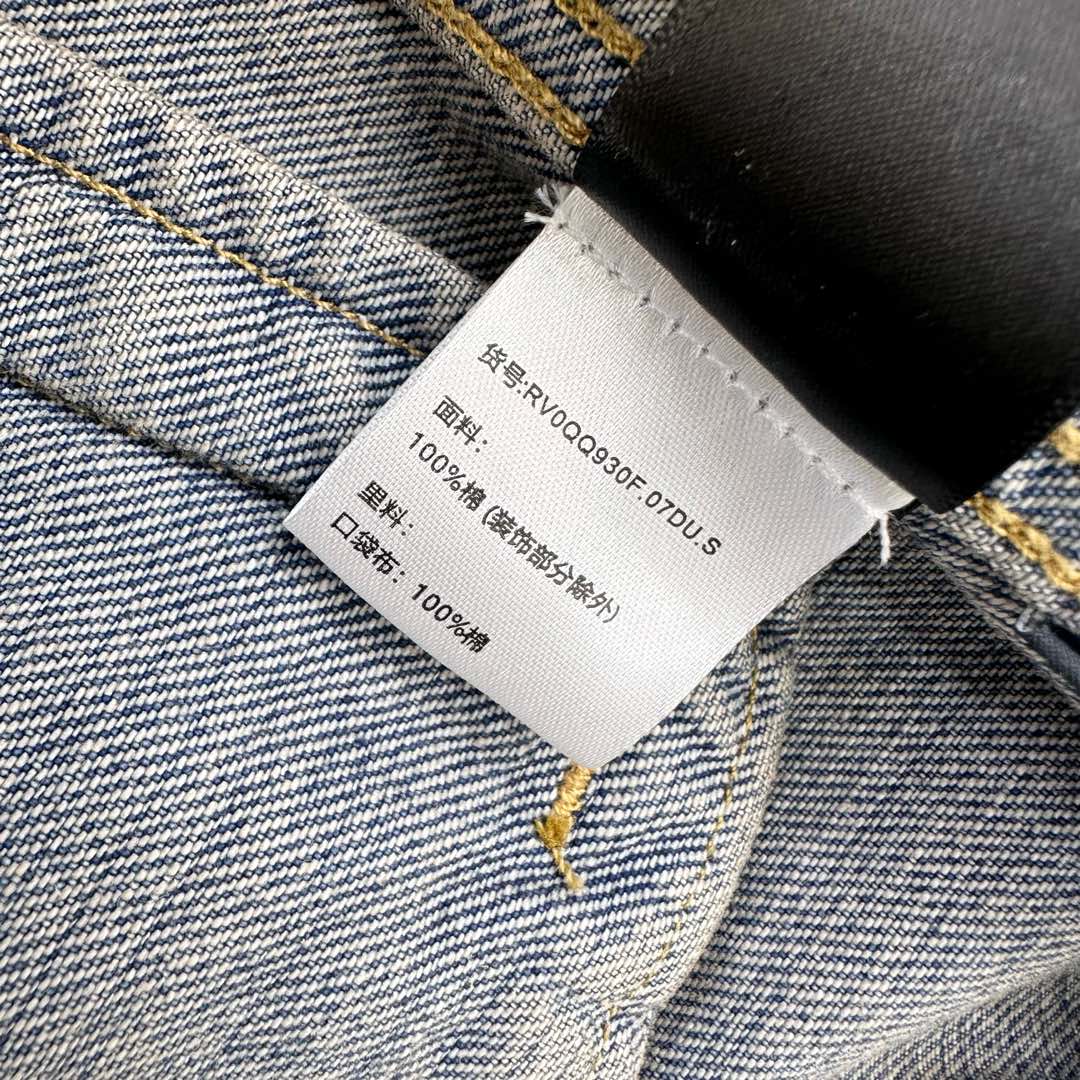 货号:RV0QQ930F.07DU.S
面料：
100%棉 (装饰部分除外)
里料：
口袋布：100%棉